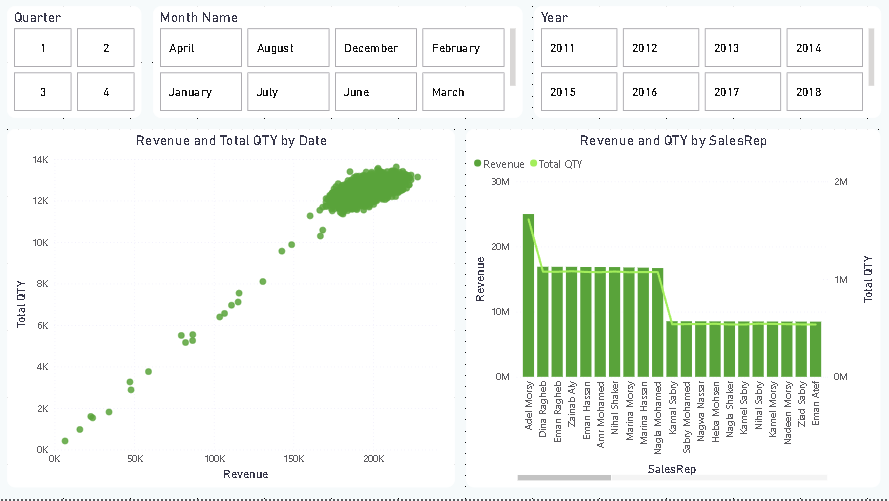 Quarter
1 2
3 4
Month Name
April August December February
January July June March
Year
2011 2012 2013 2014
2015 2016 2017 2018
Revenue and Total QTY by Date
14K
12K
10K
8K
6K
4K
2K
0K
Total QTY
0K 50K 100K 150K 200K
Revenue
Revenue and QTY by SalesRep
Revenue Total QTY
30M
20M
10M
0M
Revenue
2M
1M
0M
Total QTY
Adel Morsy
Dina Ragheb
Eman Ragheb
Zainab Aly
Eman Hassan
Amr Mohamed
Nihal Shaker
Marina Morsy
Marina Hassan
Nagla Mohamed
Kamal Sabry
Sabry Mohamed
Nagwa Nassar
Heba Mohsen
Nagla Shaker
Kamel Sabry
Nihal Sabry
Kamel Morsy
Nadeen Morsy
Ziad Sabry
Eman Atef
SalesRep